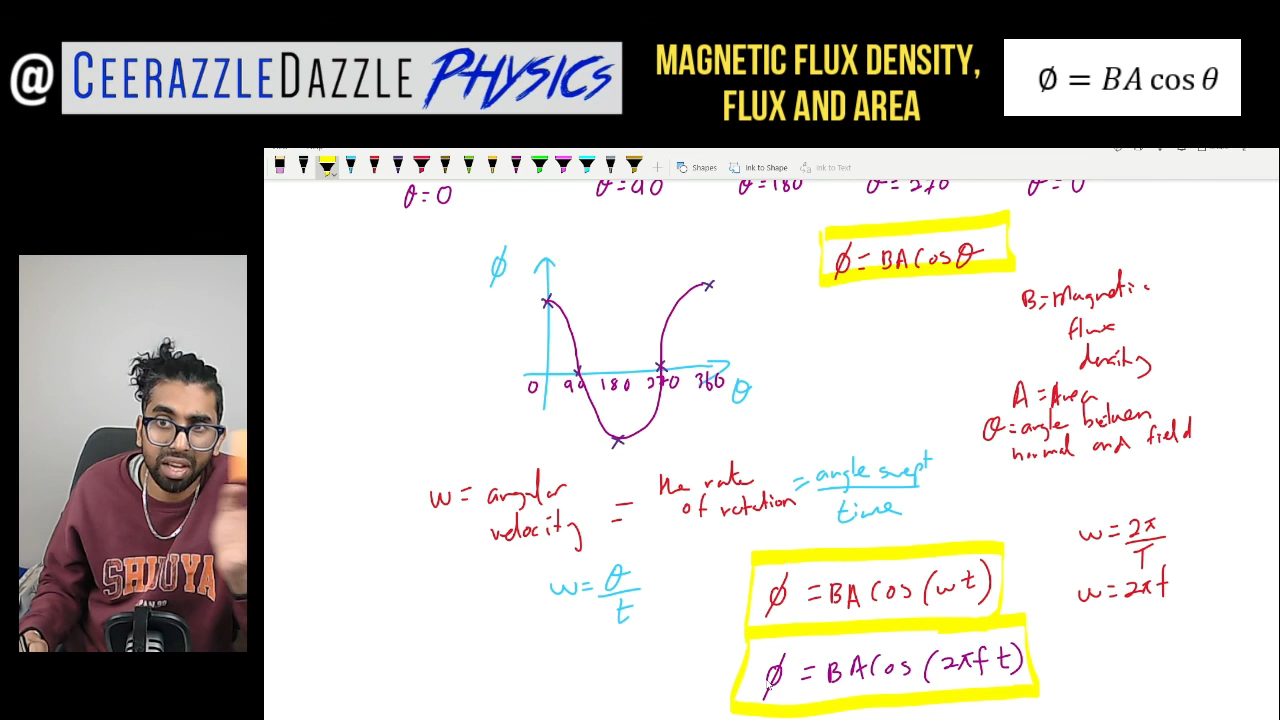 @ CEERAZZLEDAZZLE PHYSICS
MAGNETIC FLUX DENSITY,
FLUX AND AREA
Ø = BA cos θ
Shapes
Ink to Shape
Ink to Text
θ=0
θ=90
θ=180
θ=270
θ=0
ϕ
ϕ=BACosθ
0 90 180 270 360
θ
B=Magnetic
flux
density
A=Area
θ=angle between
normal and field
w= angular
velocity
= the rate
of rotation
= angle swept
time
w=θ
t
w=2π
T
w=2πf
ϕ=BACos(wt)
ϕ=BACos(2πft)
SHIBUYA